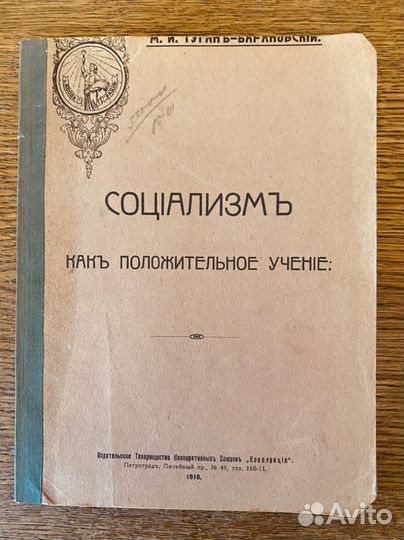 М. И. ТУГАНЪ-БАРАНОВСКІЙ.
СОЦІАЛИЗМЪ
КАКЪ ПОЛОЖИТЕЛЬНОЕ УЧЕНІЕ:
Издательское Товарищество Кооперативныхъ Союзовъ „Кооперація“.
Петроградъ, Литейный пр., № 49, тел. 168-11.
1918.
Avito